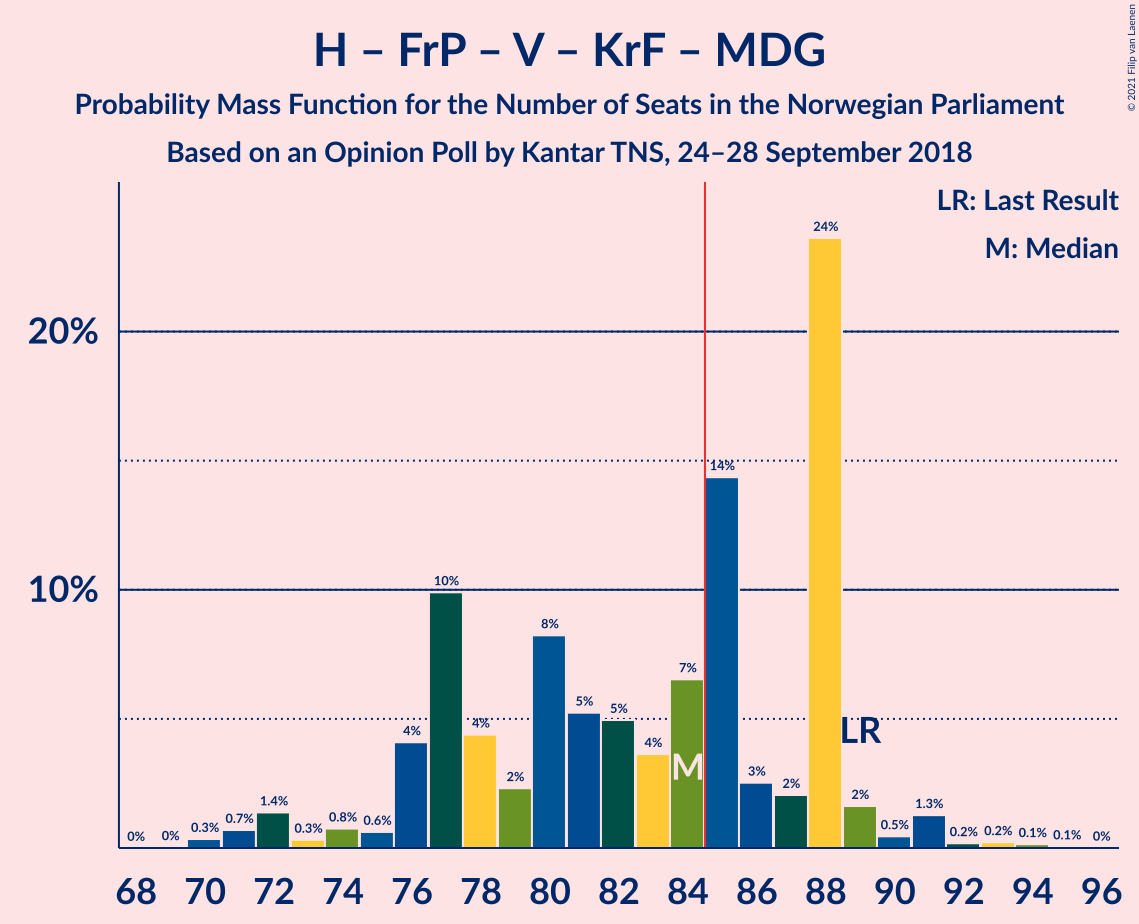 H – FrP – V – KrF – MDG
Probability Mass Function for the Number of Seats in the Norwegian Parliament
Based on an Opinion Poll by Kantar TNS, 24–28 September 2018
© 2021 Filip van Laenen
LR: Last Result
M: Median
20%
10%
0% 0% 0.3% 0.7% 1.4% 0.3% 0.8% 0.6% 4% 10% 4% 2% 8% 5% 5% 4% 7% 14% 3% 2% 24% 2% 0.5% 1.3% 0.2% 0.2% 0.1% 0.1% 0%
M
LR
68 70 72 74 76 78 80 82 84 86 88 90 92 94 96